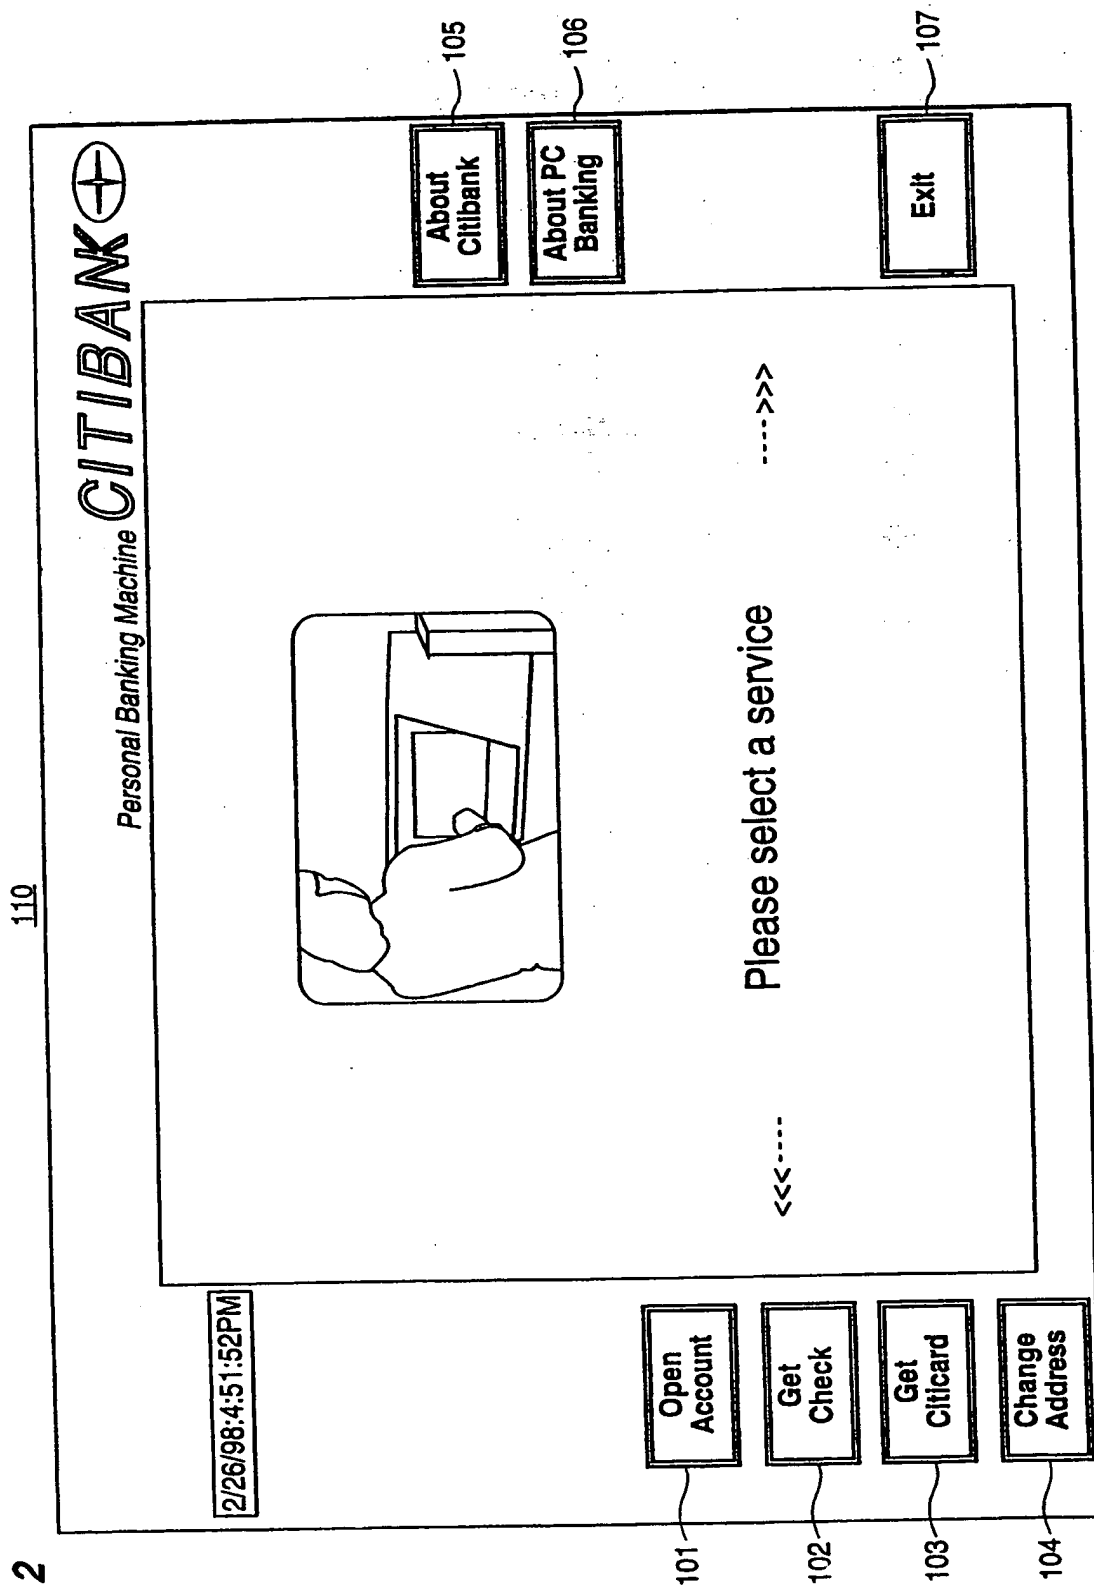 2
110
Personal Banking Machine CITIBANK
2/26/98:4:51:52PM
Please select a service
<<<----
---->>>
Open
Account
Get
Check
Get
Citicard
Change
Address
101
102
103
104
About
Citibank
About PC
Banking
Exit
105
106
107